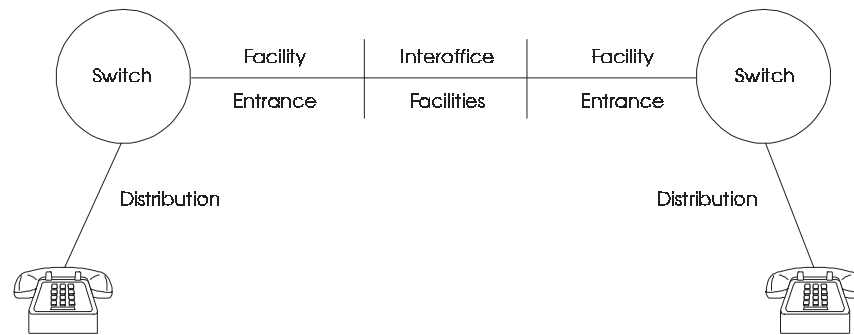 Switch
Facility
Entrance
Interoffice
Facilities
Facility
Entrance
Switch
Distribution
Distribution